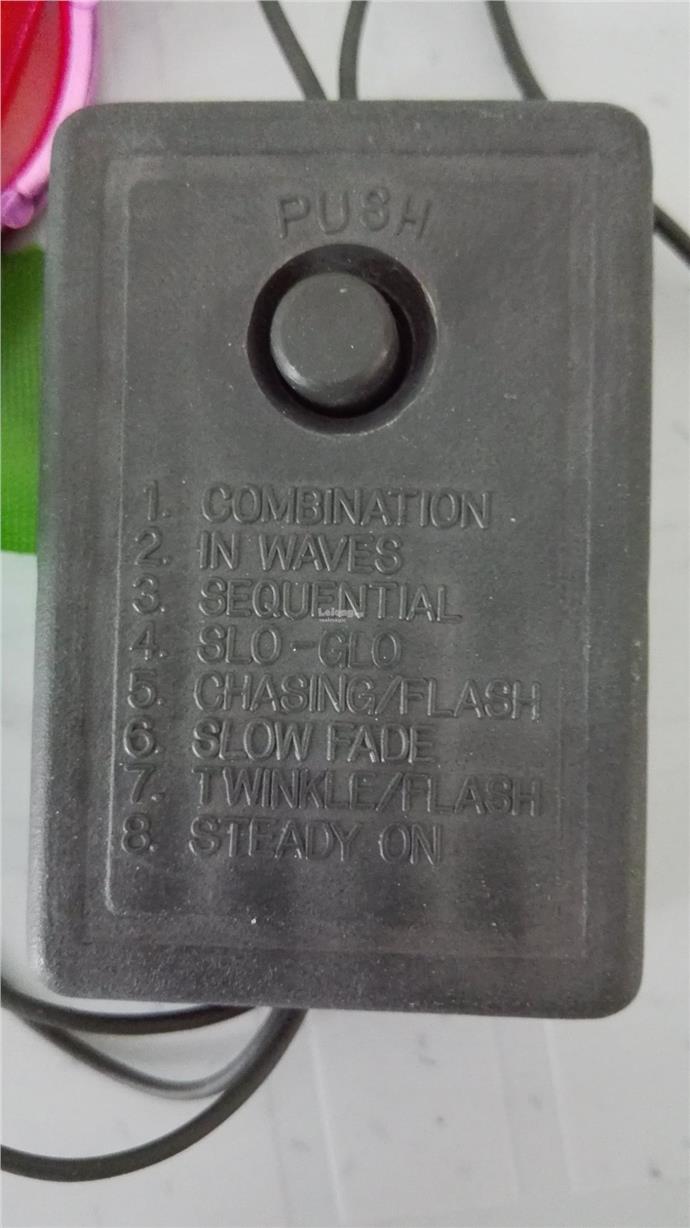 PUSH
1. COMBINATION
2. IN WAVES
3. SEQUENTIAL
4. SLO-GLO
5. CHASING/FLASH
6. SLOW FADE
7. TWINKLE/FLASH
8. STEADY ON